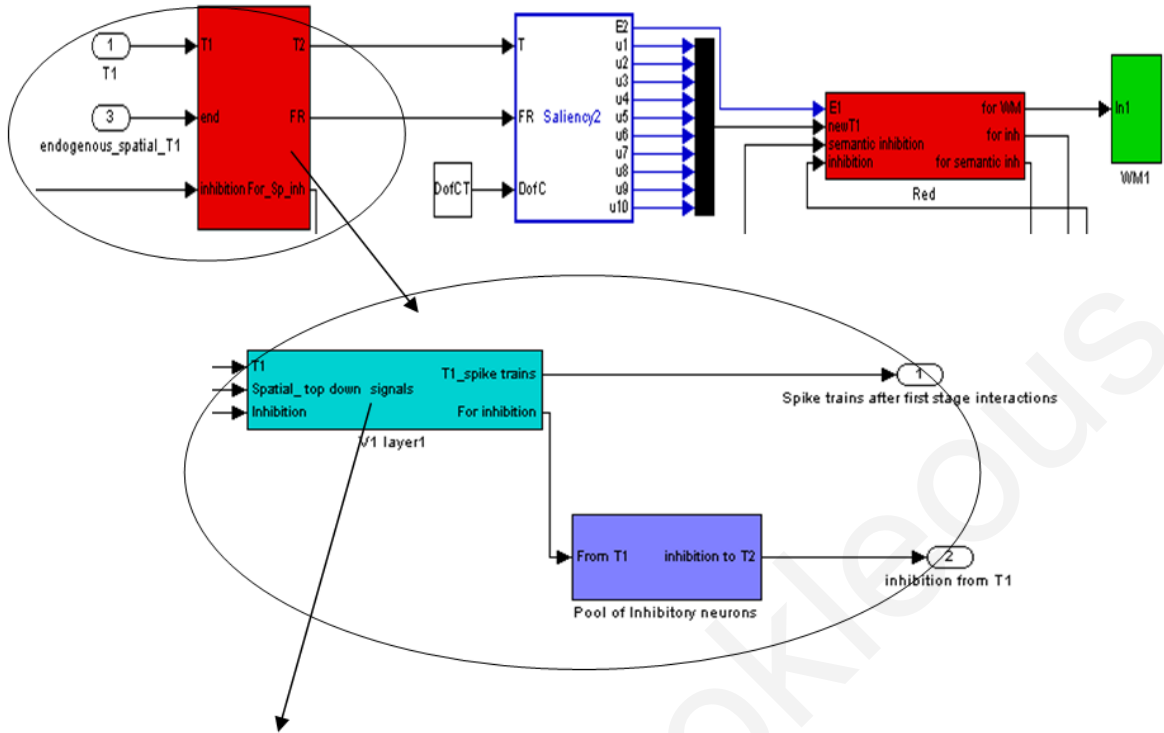 1
T1
3
endogenous_spatial_T1
T1
T2
end
FR
inhibition
For_Sp_inh
T
FR
DofC
Saliency2
E2
u1
u2
u3
u4
u5
u6
u7
u8
u9
u10
DofCT
E1
newT1
semantic inhibition
inhibition
for WM
for inh
for semantic inh
Red
In1
WM1
T1
Spatial_top down signals
Inhibition
T1_spike trains
For inhibition
V1 layer1
1
Spike trains after first stage interactions
From T1
inhibition to T2
Pool of Inhibitory neurons
2
inhibition from T1
okleous